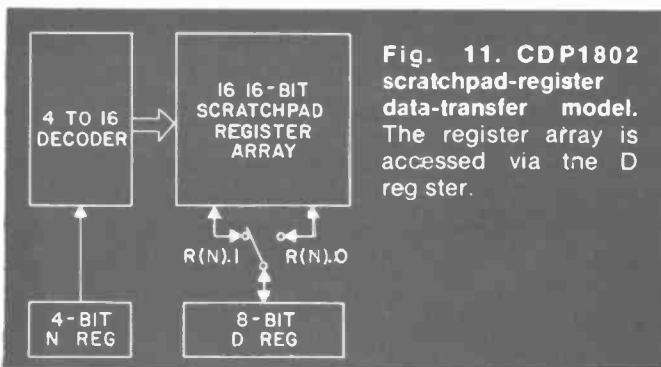 4 TO 16
DECODER
16 16-BIT
SCRATCHPAD
REGISTER
ARRAY
R(N).1
R(N).0
4-BIT
N REG
8-BIT
D REG
Fig. 11. CDP1802
scratchpad-register
data-transfer model.
The register array is
accessed via the D
reg ster.